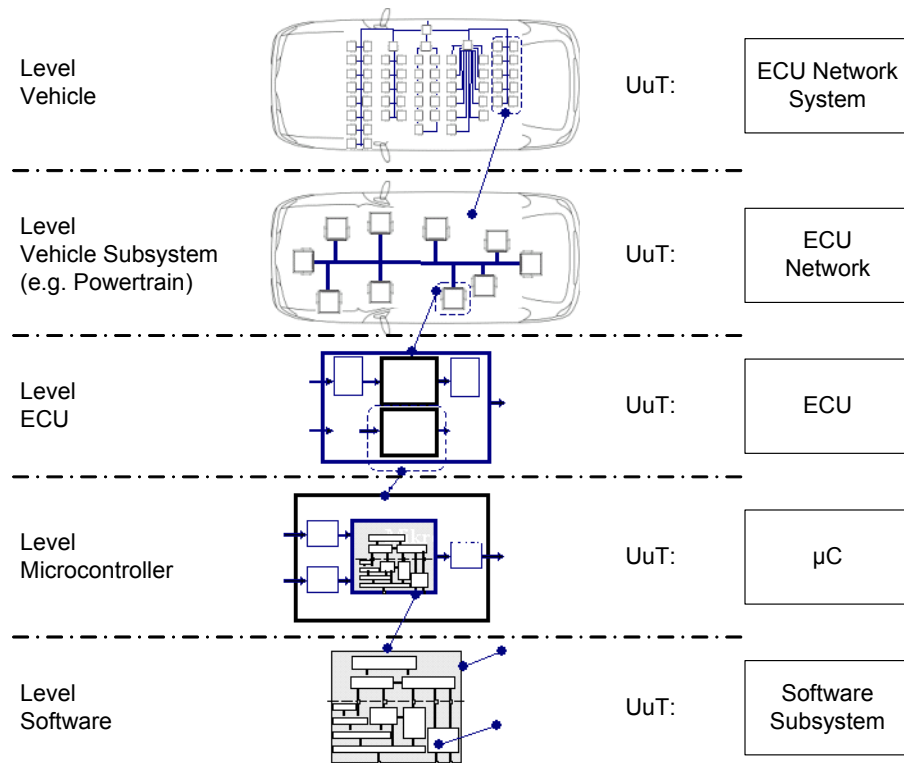 Level
Vehicle
UuT:
ECU Network
System
Level
Vehicle Subsystem
(e.g. Powertrain)
UuT:
ECU
Network
Level
ECU
UuT:
ECU
Level
Microcontroller
UuT:
µC
Level
Software
UuT:
Software
Subsystem